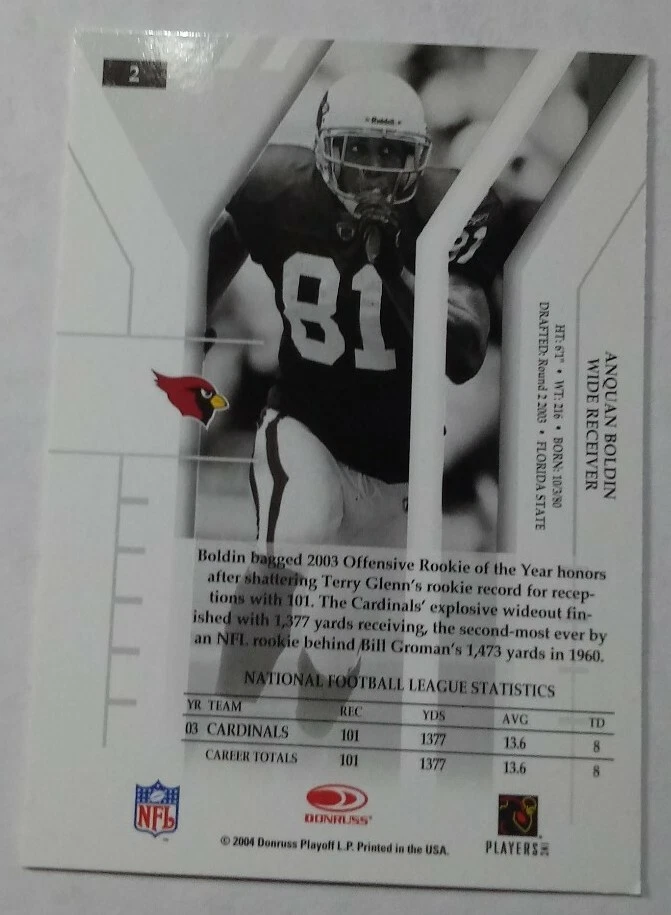 2
Riddell
81
81
ANQUAN BOLDIN
WIDE RECEIVER
HT: 6'1" • WT: 216 • BORN: 10/3/80
DRAFTED: Round 2 2003 • FLORIDA STATE
Boldin bagged 2003 Offensive Rookie of the Year honors
after shattering Terry Glenn's rookie record for recep-
tions with 101. The Cardinals' explosive wideout fin-
ished with 1,377 yards receiving, the second-most ever by
an NFL rookie behind Bill Groman's 1,473 yards in 1960.
NATIONAL FOOTBALL LEAGUE STATISTICS
YR TEAM REC YDS AVG TD
03 CARDINALS 101 1377 13.6 8
CAREER TOTALS 101 1377 13.6 8
NFL
DONRUSS
PLAYERS INC
© 2004 Donruss Playoff L.P. Printed in the USA.